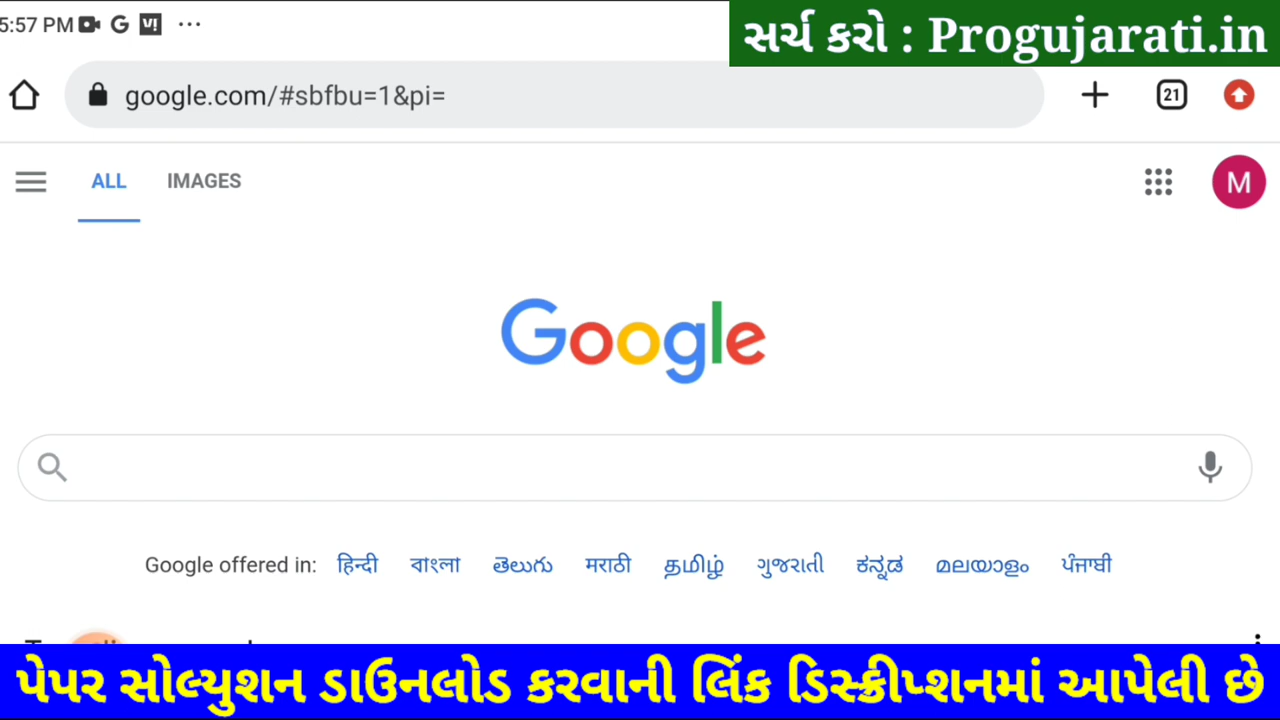 5:57 PM G V! ...
સર્ચ કરો : Progujarati.in
google.com/#sbfbu=1&pi=
21
ALL IMAGES
M
Google
Google offered in: हिन्दी বাংলা తెలుగు मराठी தமிழ் ગુજરાતી ಕನ್ನಡ മലയാളം ਪੰਜਾਬੀ
પેપર સોલ્યુશન ડાઉનલોડ કરવાની લિંક ડિસ્ક્રીપ્શનમાં આપેલી છે